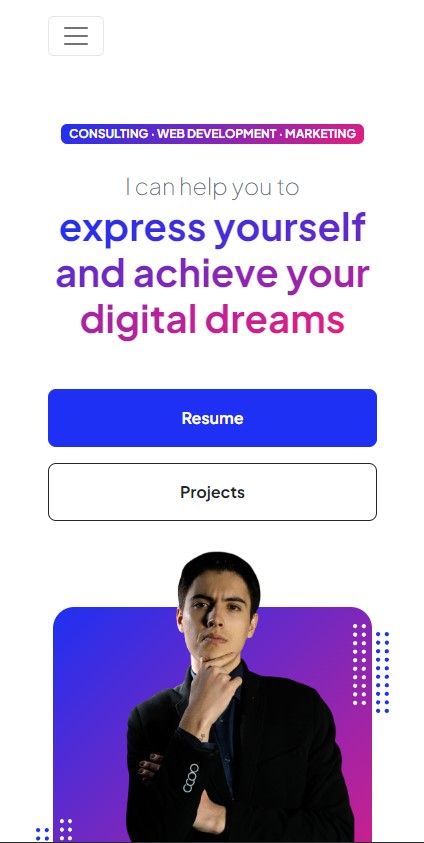 CONSULTING · WEB DEVELOPMENT · MARKETING
I can help you to
express yourself
and achieve your
digital dreams
Resume
Projects